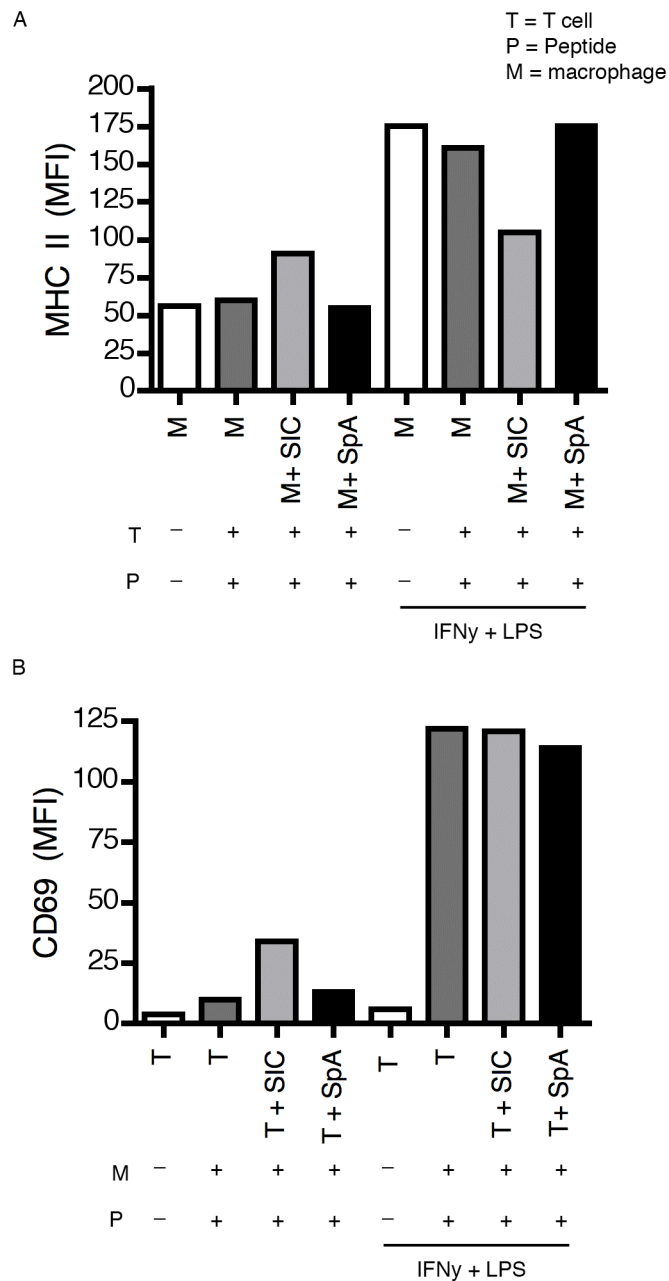 A
T = T cell
P = Peptide
M = macrophage
MHC II (MFI)
200
175
150
125
100
75
50
25
0
M
M
M+ SIC
M+ SpA
M
M
M+ SIC
M+ SpA
T – + + + – + + +
P – + + + – + + +
IFNy + LPS
B
CD69 (MFI)
125
100
75
50
25
0
T
T
T + SIC
T + SpA
T
T
T + SIC
T+ SpA
M – + + + – + + +
P – + + + – + + +
IFNy + LPS